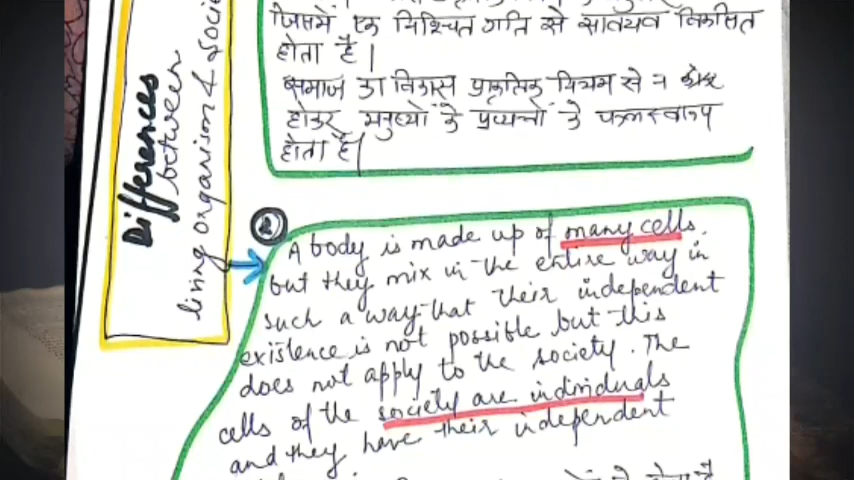 Differences
between
living organism & Socie
जिसमें एक निश्चित गति से सावयव विकसित
होता है।
समाज का विकास प्राकृतिक नियम से न
होकर मनुष्यों के प्रयत्नों के फलस्वरूप
होता है।
2
A body is made up of many cells.
but they mix in the entire way in
such a way that their independent
existence is not possible but this
does not apply to the society. The
cells of the society are individuals
and they have their independent